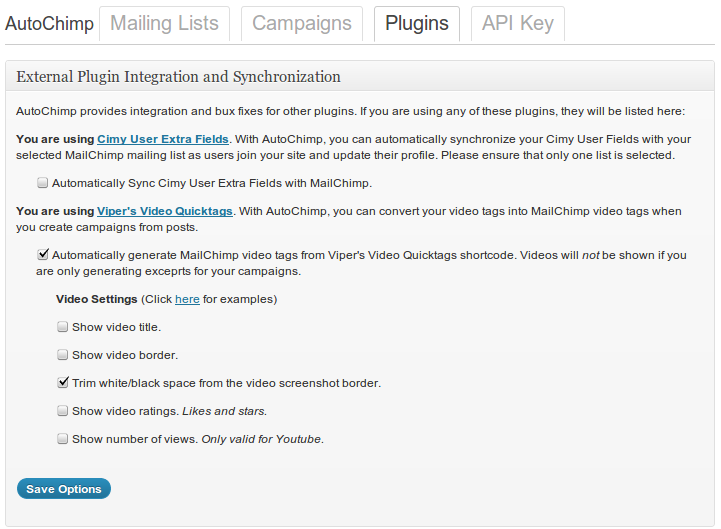 AutoChimp Mailing Lists Campaigns Plugins API Key
External Plugin Integration and Synchronization
AutoChimp provides integration and bux fixes for other plugins. If you are using any of these plugins, they will be listed here:
You are using Cimy User Extra Fields. With AutoChimp, you can automatically synchronize your Cimy User Fields with your
selected MailChimp mailing list as users join your site and update their profile. Please ensure that only one list is selected.
Automatically Sync Cimy User Extra Fields with MailChimp.
You are using Viper's Video Quicktags. With AutoChimp, you can convert your video tags into MailChimp video tags when
you create campaigns from posts.
Automatically generate MailChimp video tags from Viper's Video Quicktags shortcode. Videos will not be shown if you
are only generating exceprts for your campaigns.
Video Settings (Click here for examples)
Show video title.
Show video border.
Trim white/black space from the video screenshot border.
Show video ratings. Likes and stars.
Show number of views. Only valid for Youtube.
Save Options